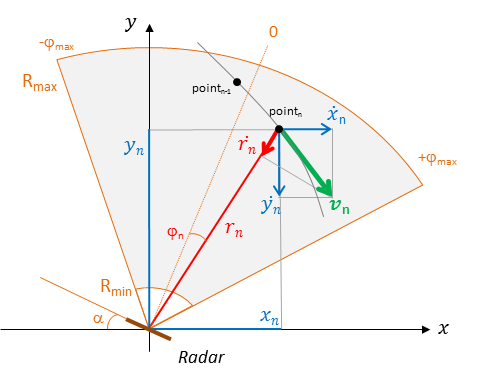 y
0
-φmax
Rmax
pointn-1
pointn
ẋn
yn
ṙn
+φmax
ẏn
vn
φn
rn
Rmin
α
xn
x
Radar